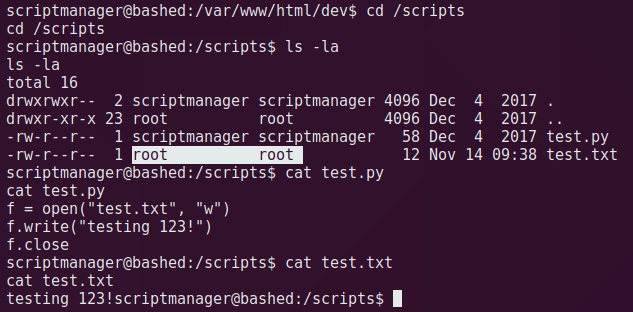 scriptmanager@bashed:/var/www/html/dev$ cd /scripts
cd /scripts
scriptmanager@bashed:/scripts$ ls -la
ls -la
total 16
drwxrwxr--  2 scriptmanager scriptmanager 4096 Dec  4  2017 .
drwxr-xr-x 23 root          root          4096 Dec  4  2017 ..
-rw-r--r--  1 scriptmanager scriptmanager   58 Dec  4  2017 test.py
-rw-r--r--  1 root          root            12 Nov 14 09:38 test.txt
scriptmanager@bashed:/scripts$ cat test.py
cat test.py
f = open("test.txt", "w")
f.write("testing 123!")
f.close
scriptmanager@bashed:/scripts$ cat test.txt
cat test.txt
testing 123!scriptmanager@bashed:/scripts$